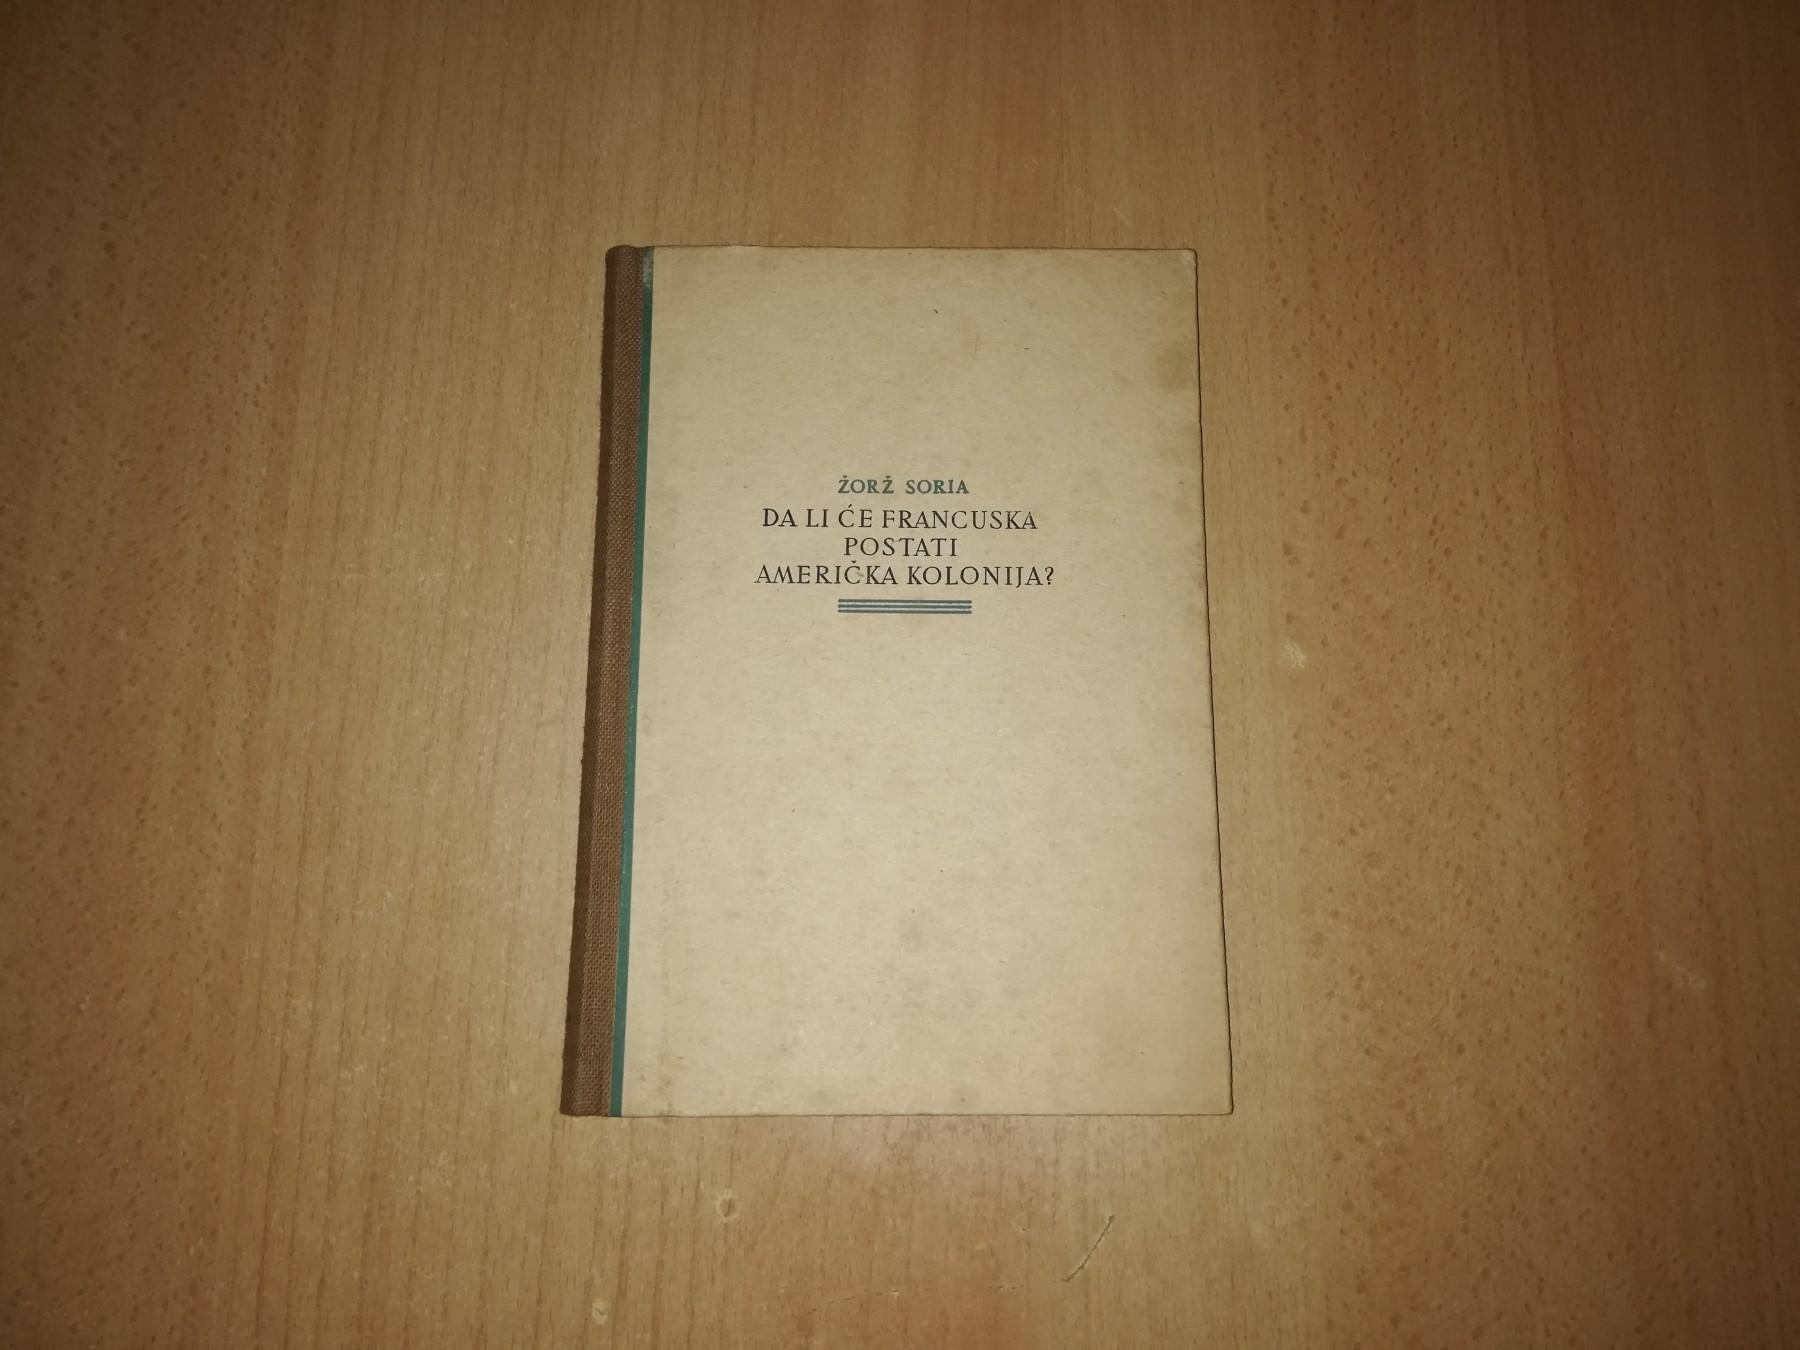 ŽORŽ SORIA
DA LI ĆE FRANCUSKA
POSTATI
AMERIČKA KOLONIJA?